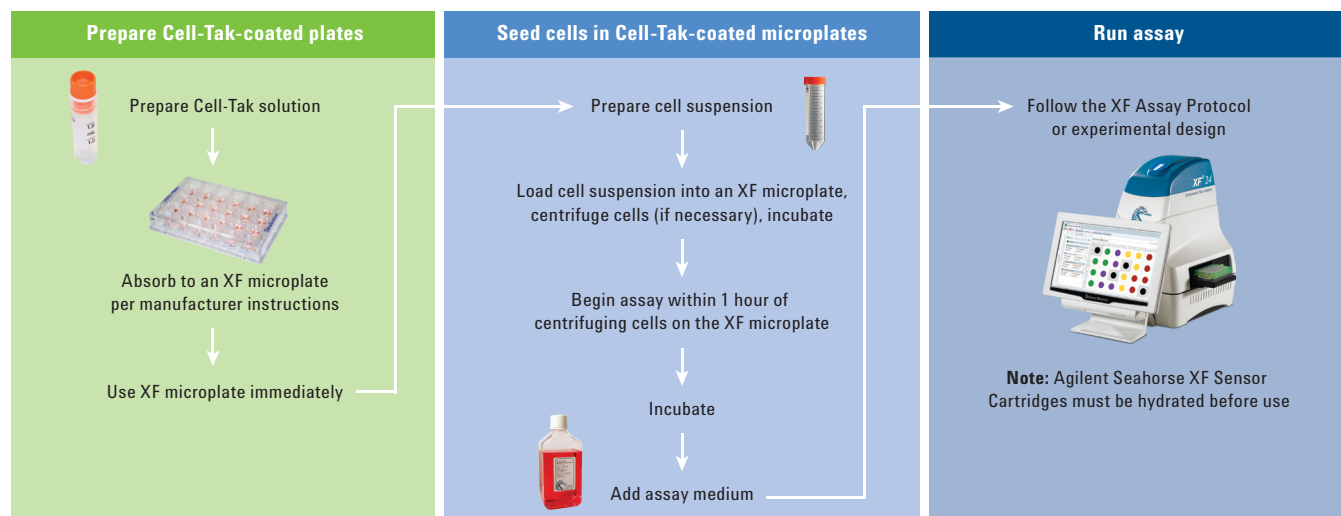 Prepare Cell-Tak-coated plates
Prepare Cell-Tak solution
Absorb to an XF microplate
per manufacturer instructions
Use XF microplate immediately
Seed cells in Cell-Tak-coated microplates
Prepare cell suspension
Load cell suspension into an XF microplate,
centrifuge cells (if necessary), incubate
Begin assay within 1 hour of
centrifuging cells on the XF microplate
Incubate
Add assay medium
Run assay
Follow the XF Assay Protocol
or experimental design
Note: Agilent Seahorse XF Sensor
Cartridges must be hydrated before use